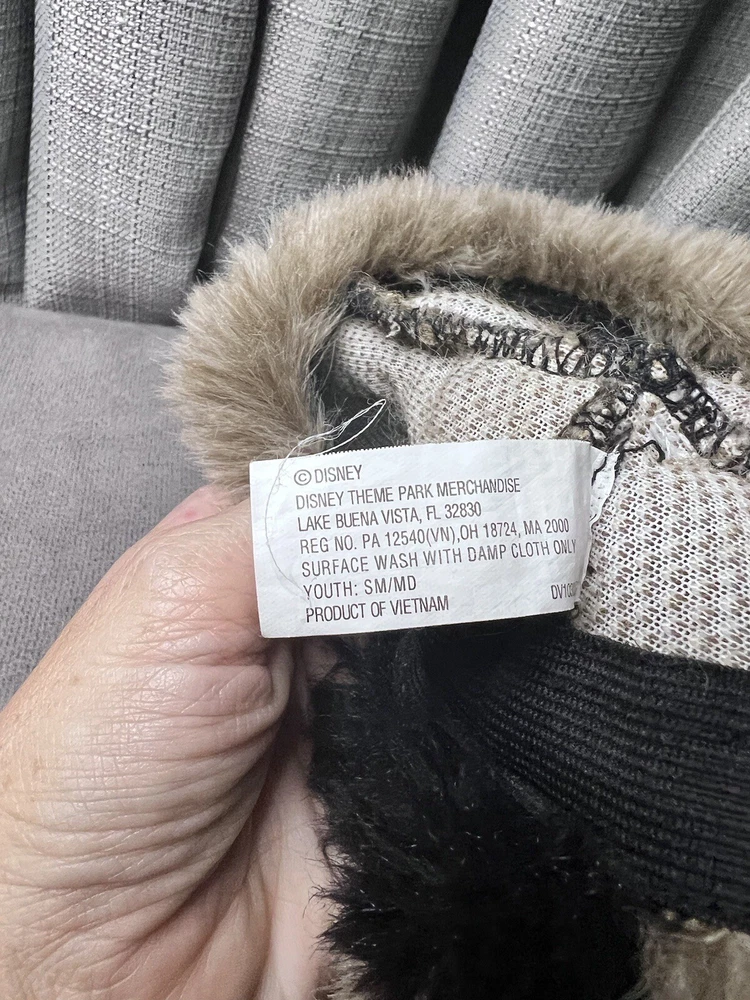 © DISNEY
DISNEY THEME PARK MERCHANDISE
LAKE BUENA VISTA, FL 32830
REG NO. PA 12540(VN),OH 18724, MA 2000
SURFACE WASH WITH DAMP CLOTH ONLY
YOUTH: SM/MD
PRODUCT OF VIETNAM